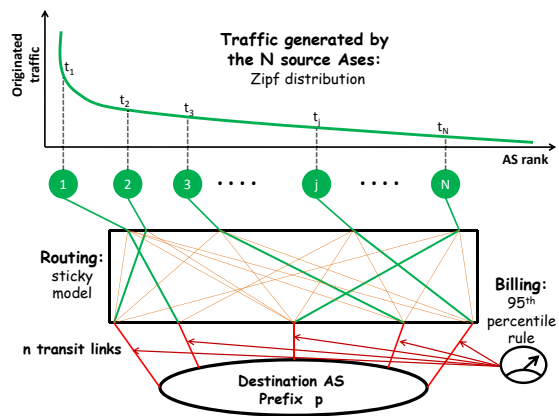 Originated
traffic
Traffic generated by
the N source Ases:
Zipf distribution
t1
t2
t3
tj
tN
AS rank
1
2
3
....
j
....
N
Routing:
sticky
model
Billing:
95th
percentile
rule
n transit links
Destination AS
Prefix p